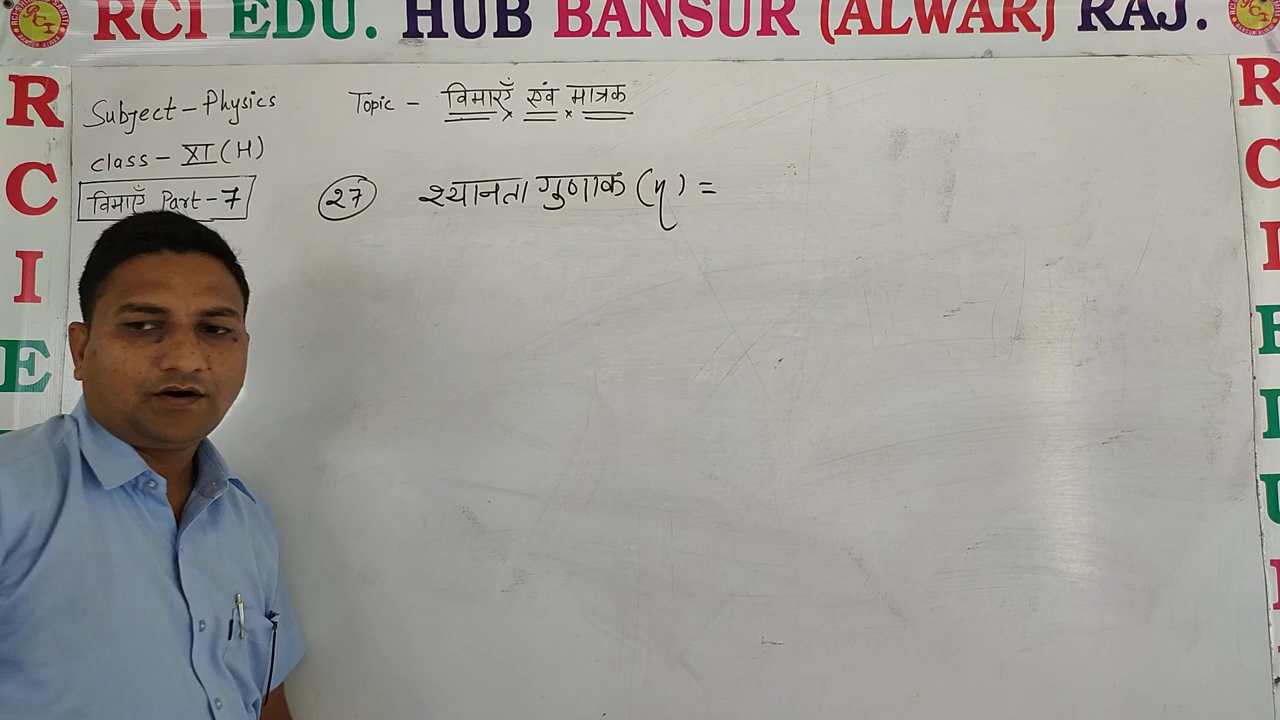 RCI EDU. HUB BANSUR (ALWAR) RAJ.
R
C
I
E
Subject - Physics
Topic - विमाएँ एवं मात्रक
class - XI (H)
विमाएँ Part - 7
(27) श्यानता गुणांक (η) =
R
C
I
E
D
U